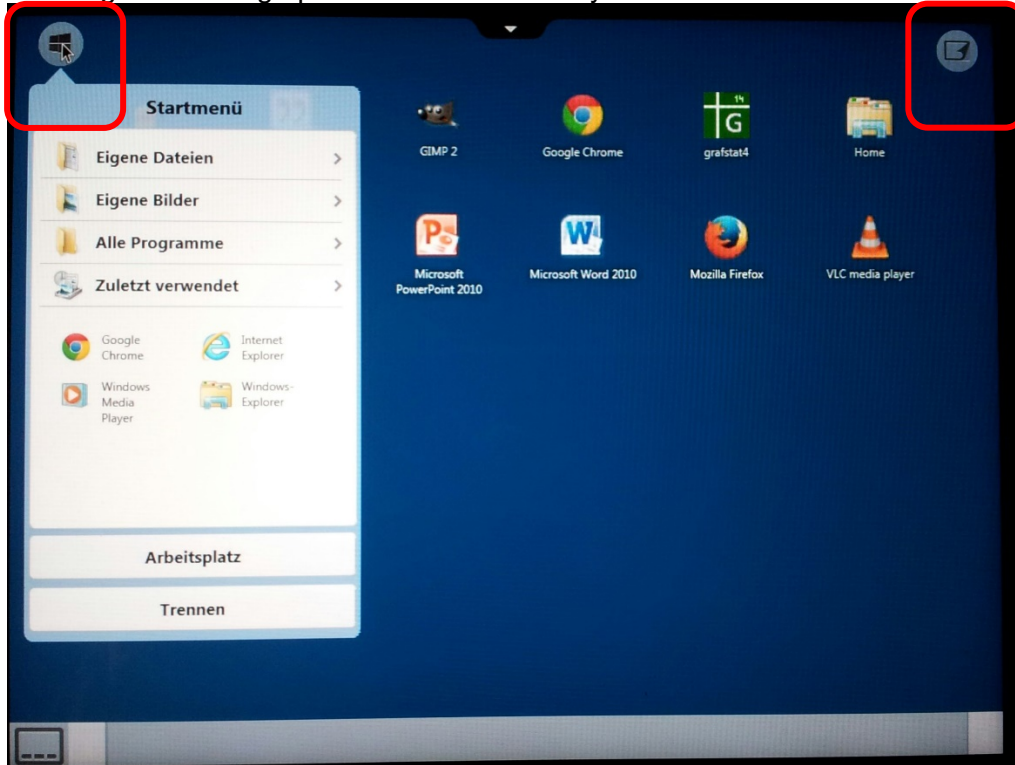 Startmenü
Eigene Dateien
Eigene Bilder
Alle Programme
Zuletzt verwendet
Google
Chrome
Internet
Explorer
Windows
Media
Player
Windows-
Explorer
Arbeitsplatz
Trennen
GIMP 2
Google Chrome
14
G
grafstat4
Home
Microsoft
PowerPoint 2010
Microsoft Word 2010
Mozilla Firefox
VLC media player